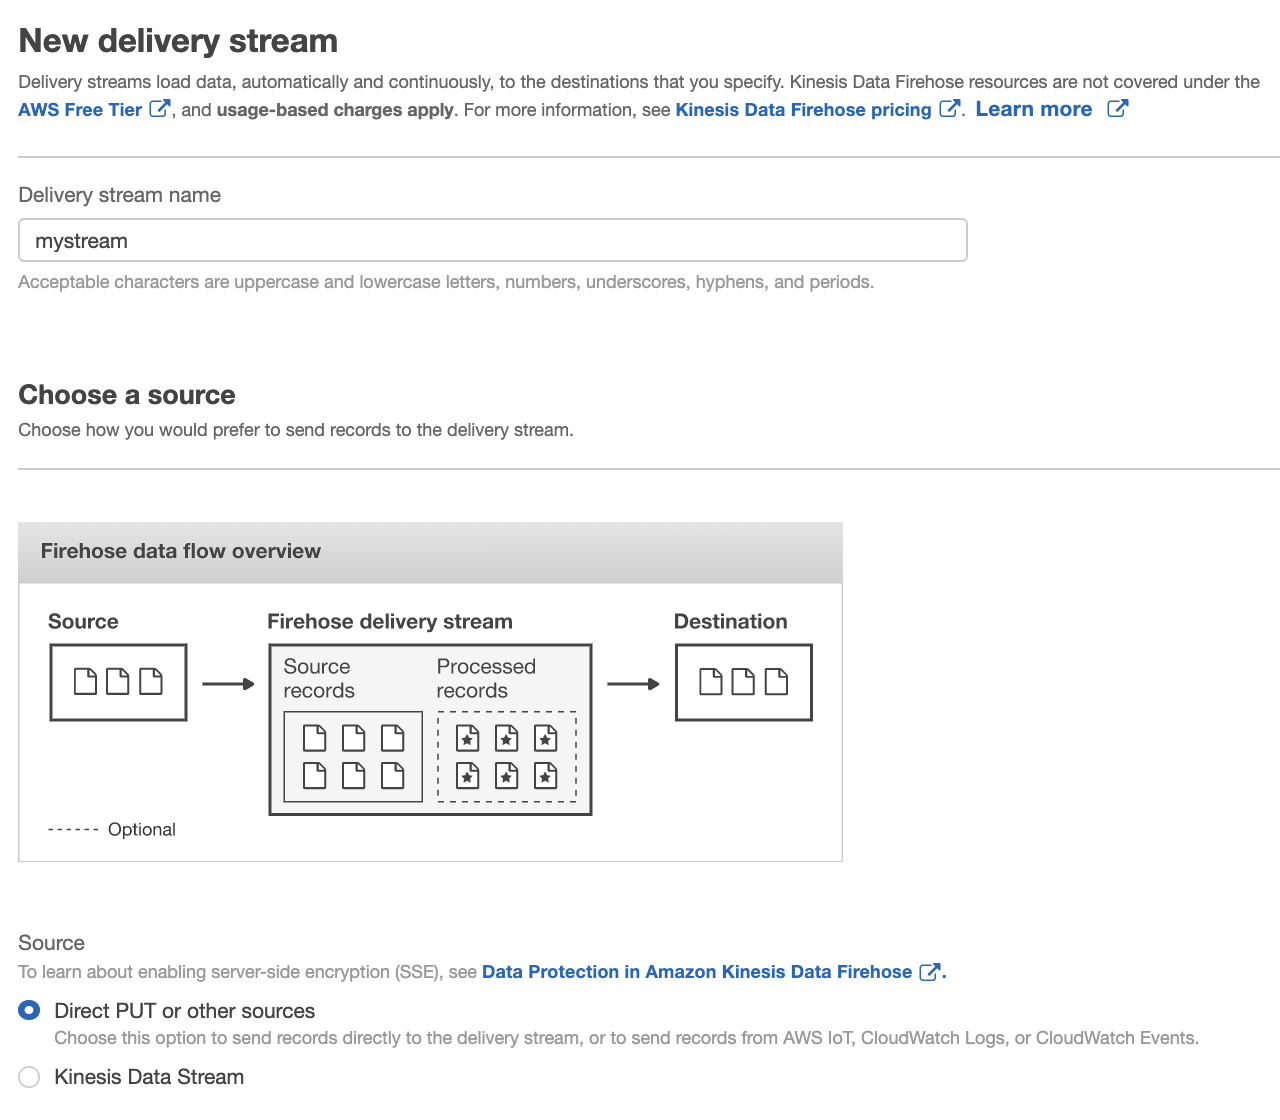 New delivery stream
Delivery streams load data, automatically and continuously, to the destinations that you specify. Kinesis Data Firehose resources are not covered under the
AWS Free Tier, and usage-based charges apply. For more information, see Kinesis Data Firehose pricing. Learn more
Delivery stream name
mystream
Acceptable characters are uppercase and lowercase letters, numbers, underscores, hyphens, and periods.
Choose a source
Choose how you would prefer to send records to the delivery stream.
Firehose data flow overview
Source
Firehose delivery stream
Destination
Source
records
Processed
records
Optional
Source
To learn about enabling server-side encryption (SSE), see Data Protection in Amazon Kinesis Data Firehose.
Direct PUT or other sources
Choose this option to send records directly to the delivery stream, or to send records from AWS IoT, CloudWatch Logs, or CloudWatch Events.
Kinesis Data Stream